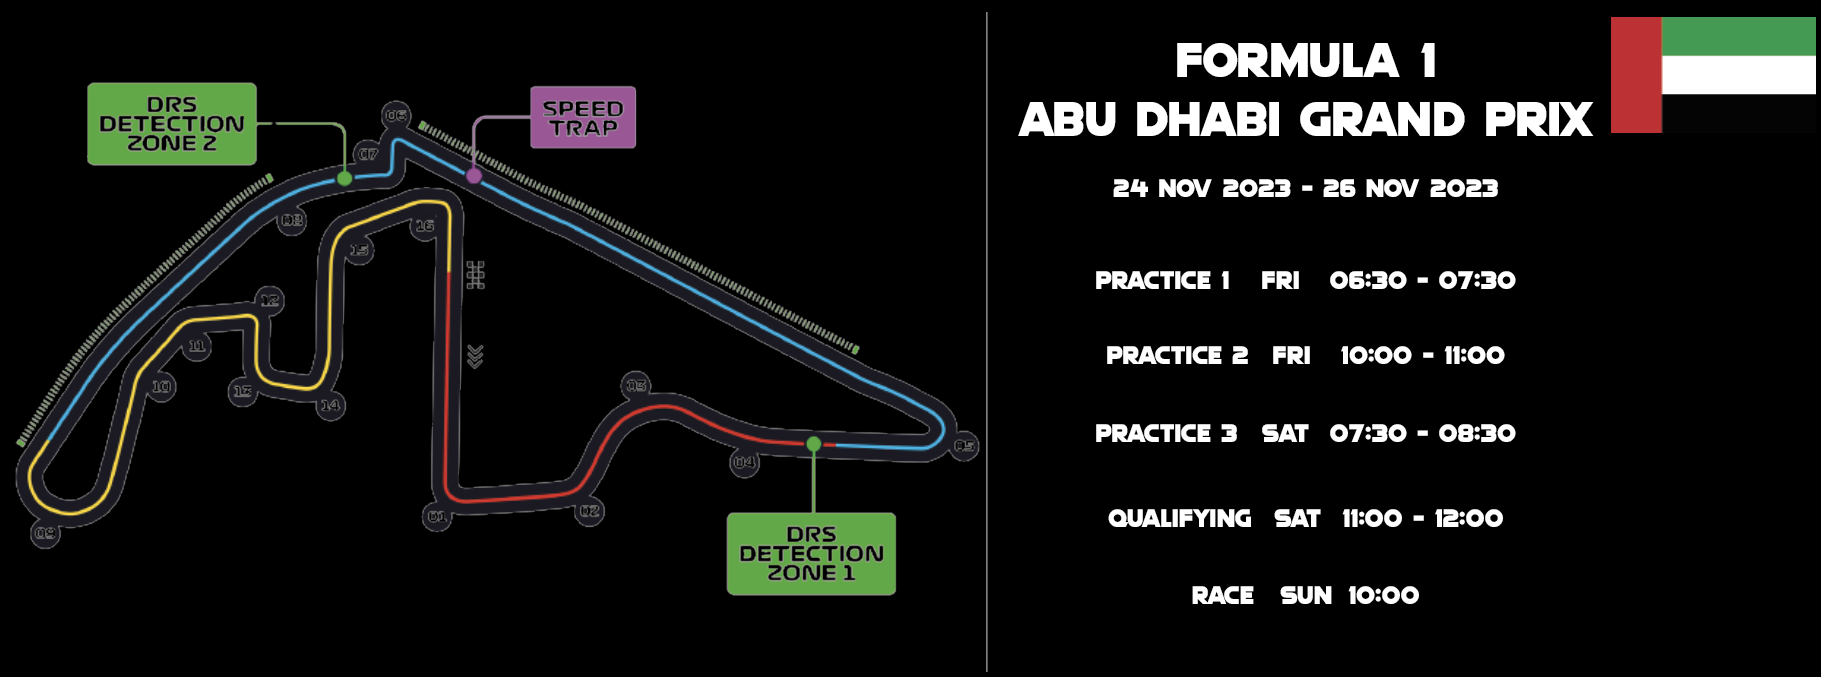 DRS
DETECTION
ZONE 2
SPEED
TRAP
06
07
08
16
15
12
11
10
13
14
03
04
05
01
02
09
DRS
DETECTION
ZONE 1
FORMULA 1
ABU DHABI GRAND PRIX
24 NOV 2023 - 26 NOV 2023
PRACTICE 1 FRI 06:30 - 07:30
PRACTICE 2 FRI 10:00 - 11:00
PRACTICE 3 SAT 07:30 - 08:30
QUALIFYING SAT 11:00 - 12:00
RACE SUN 10:00